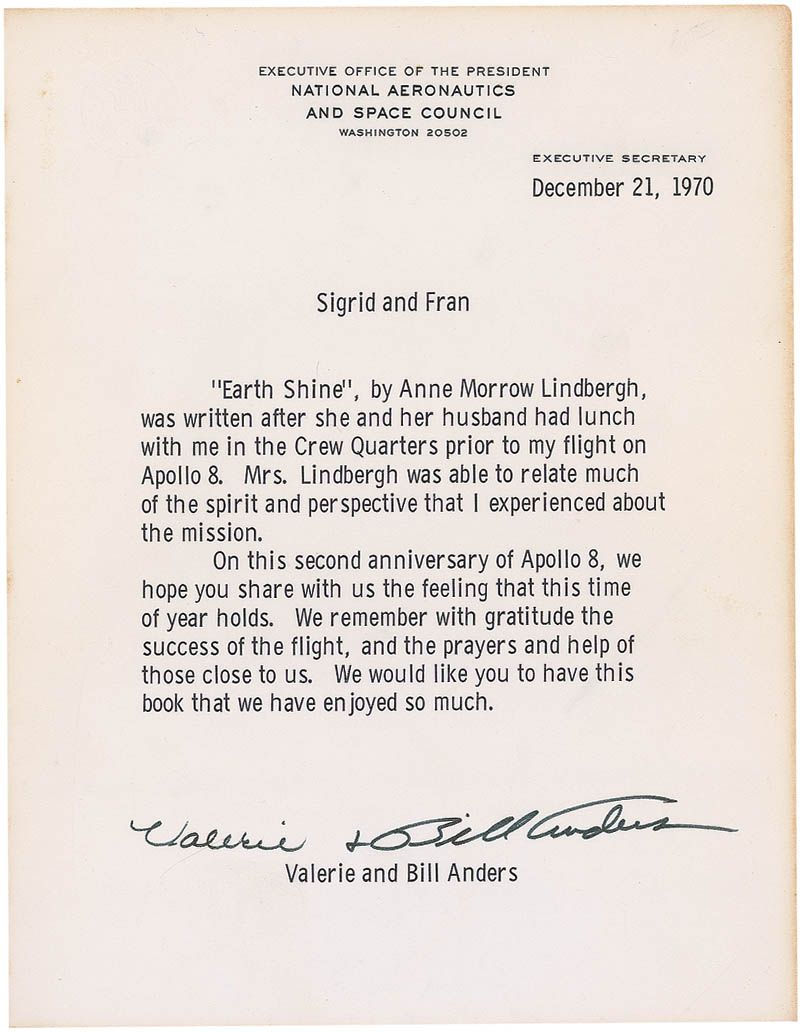 EXECUTIVE OFFICE OF THE PRESIDENT
NATIONAL AERONAUTICS
AND SPACE COUNCIL
WASHINGTON 20502
EXECUTIVE SECRETARY
December 21, 1970
Sigrid and Fran
"Earth Shine", by Anne Morrow Lindbergh,
was written after she and her husband had lunch
with me in the Crew Quarters prior to my flight on
Apollo 8. Mrs. Lindbergh was able to relate much
of the spirit and perspective that I experienced about
the mission.
On this second anniversary of Apollo 8, we
hope you share with us the feeling that this time
of year holds. We remember with gratitude the
success of the flight, and the prayers and help of
those close to us. We would like you to have this
book that we have enjoyed so much.
Valerie & Bill Anders
Valerie and Bill Anders